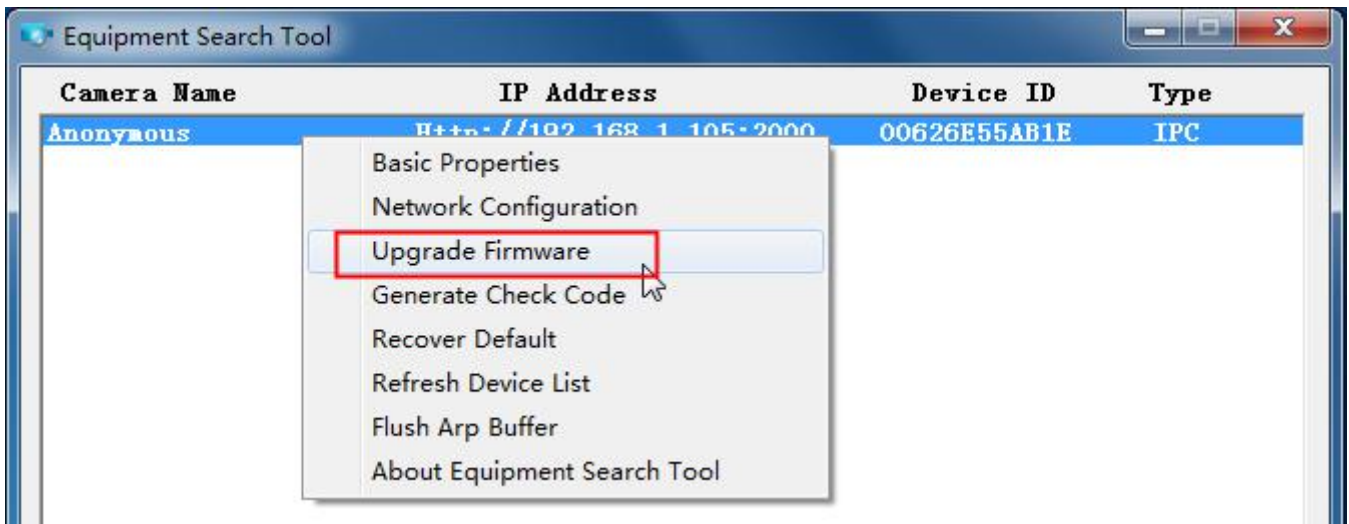 Equipment Search Tool
Camera Name IP Address Device ID Type
Anonymous Http://192.168.1.105:2000 00626E55AB1E IPC
Basic Properties
Network Configuration
Upgrade Firmware
Generate Check Code
Recover Default
Refresh Device List
Flush Arp Buffer
About Equipment Search Tool